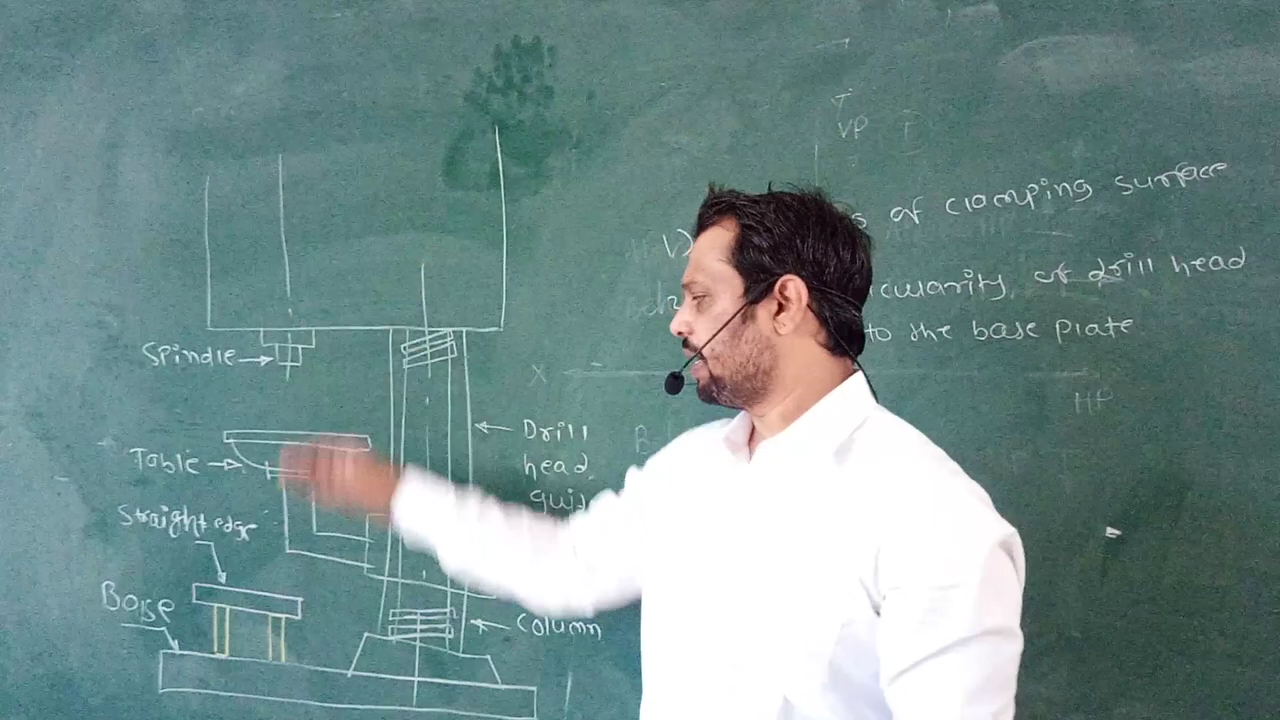 VP
V) s of clamping surface
icularity of drill head
to the base plate
Spindle
X
HP
Drill
head
Table
Straight edge
Base
Column